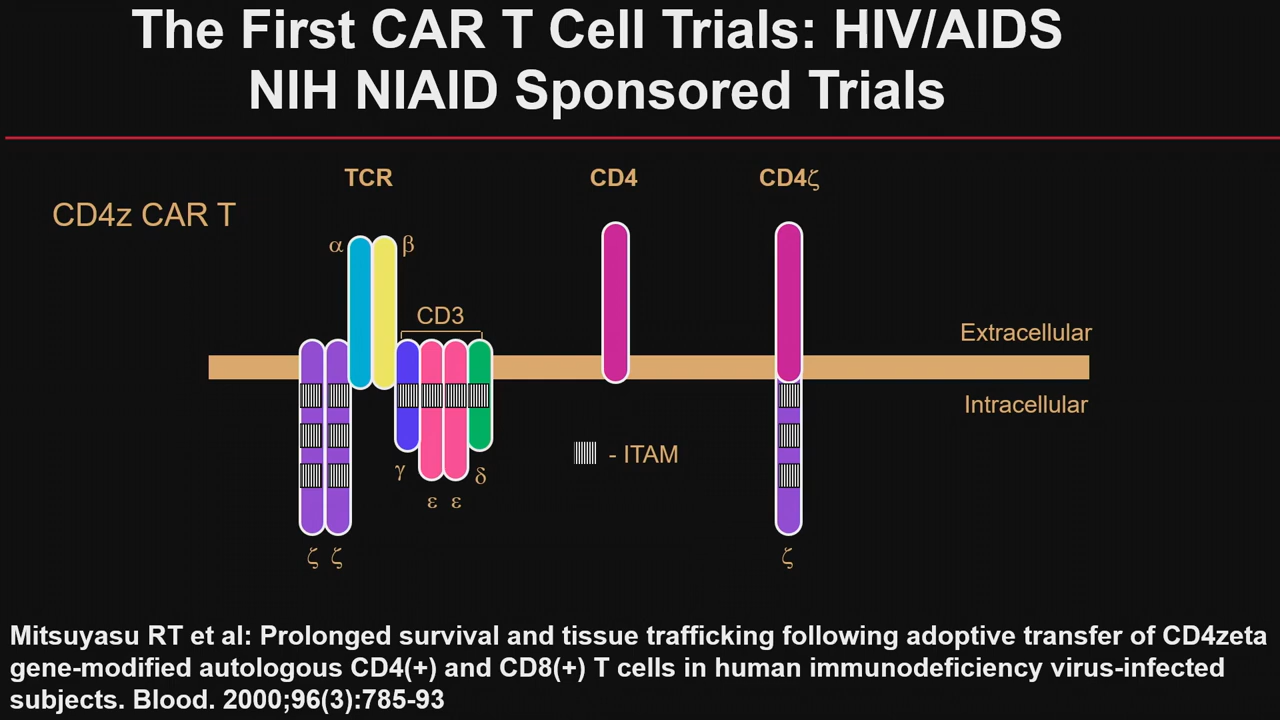 The First CAR T Cell Trials: HIV/AIDS
NIH NIAID Sponsored Trials
TCR
CD4
CD4ζ
CD4z CAR T
α
β
CD3
Extracellular
Intracellular
- ITAM
γ
δ
ε ε
ζ ζ
ζ
Mitsuyasu RT et al: Prolonged survival and tissue trafficking following adoptive transfer of CD4zeta
gene-modified autologous CD4(+) and CD8(+) T cells in human immunodeficiency virus-infected
subjects. Blood. 2000;96(3):785-93